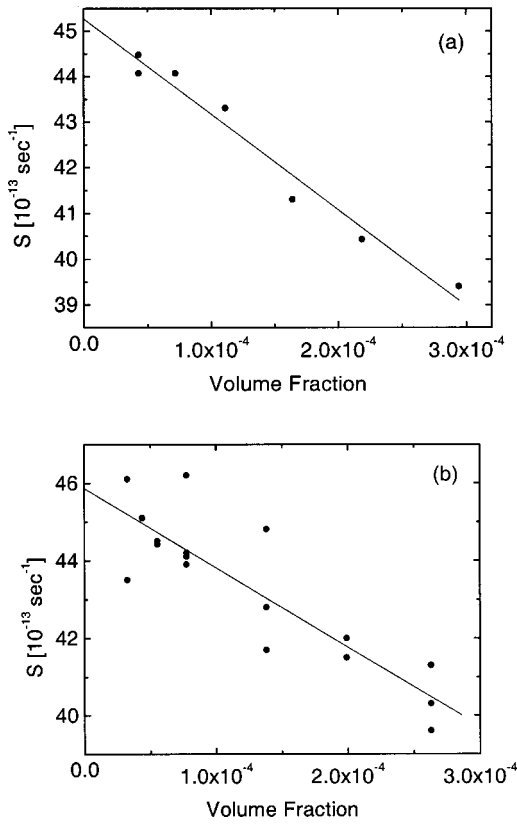 (a)
45
44
43
42
41
40
39
S [10⁻¹³ sec⁻¹]
0.0 1.0x10⁻⁴ 2.0x10⁻⁴ 3.0x10⁻⁴
Volume Fraction
(b)
46
44
42
40
S [10⁻¹³ sec⁻¹]
0.0 1.0x10⁻⁴ 2.0x10⁻⁴ 3.0x10⁻⁴
Volume Fraction